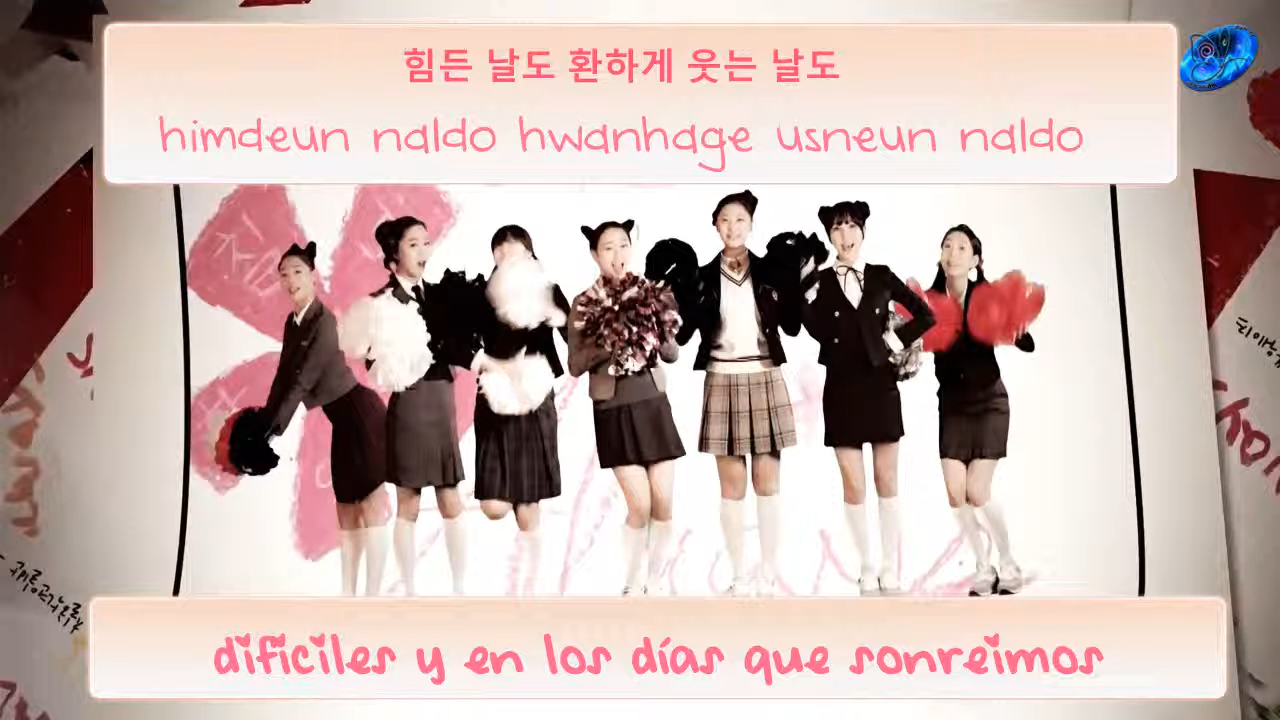 힘든 날도 환하게 웃는 날도
himdeun naldo hwanhage usneun naldo
dificiles y en los días que sonreimos